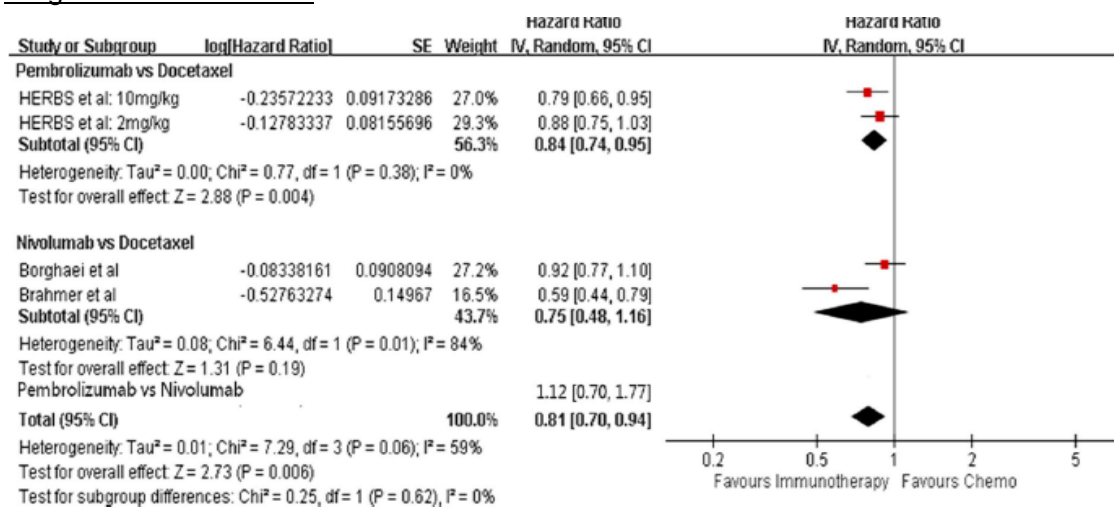 Hazard Ratio Hazard Ratio
Study or Subgroup log[Hazard Ratio] SE Weight IV, Random, 95% CI IV, Random, 95% CI
Pembrolizumab vs Docetaxel
HERBS et al: 10mg/kg -0.23572233 0.09173286 27.0% 0.79 [0.66, 0.95]
HERBS et al: 2mg/kg -0.12783337 0.08155696 29.3% 0.88 [0.75, 1.03]
Subtotal (95% CI) 56.3% 0.84 [0.74, 0.95]
Heterogeneity: Tau² = 0.00; Chi² = 0.77, df = 1 (P = 0.38); I² = 0%
Test for overall effect: Z = 2.88 (P = 0.004)
Nivolumab vs Docetaxel
Borghaei et al -0.08338161 0.0908094 27.2% 0.92 [0.77, 1.10]
Brahmer et al -0.52763274 0.14967 16.5% 0.59 [0.44, 0.79]
Subtotal (95% CI) 43.7% 0.75 [0.48, 1.16]
Heterogeneity: Tau² = 0.08; Chi² = 6.44, df = 1 (P = 0.01); I² = 84%
Test for overall effect: Z = 1.31 (P = 0.19)
Pembrolizumab vs Nivolumab 1.12 [0.70, 1.77]
Total (95% CI) 100.0% 0.81 [0.70, 0.94]
Heterogeneity: Tau² = 0.01; Chi² = 7.29, df = 3 (P = 0.06); I² = 59%
Test for overall effect: Z = 2.73 (P = 0.006)
Test for subgroup differences: Chi² = 0.25, df = 1 (P = 0.62), I² = 0%
0.2 0.5 1 2 5
Favours Immunotherapy Favours Chemo